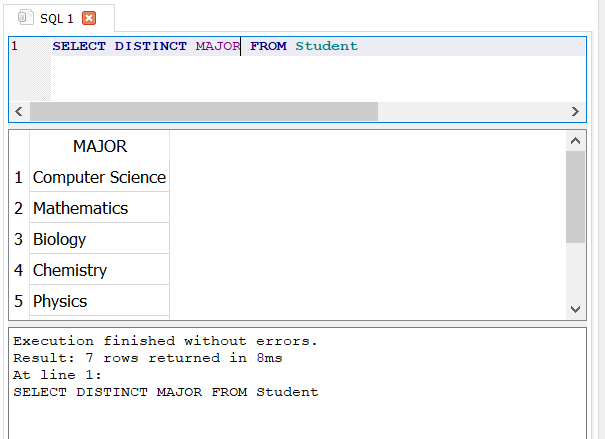 SQL 1
1 SELECT DISTINCT MAJOR FROM Student
MAJOR
1 Computer Science
2 Mathematics
3 Biology
4 Chemistry
5 Physics
Execution finished without errors.
Result: 7 rows returned in 8ms
At line 1:
SELECT DISTINCT MAJOR FROM Student